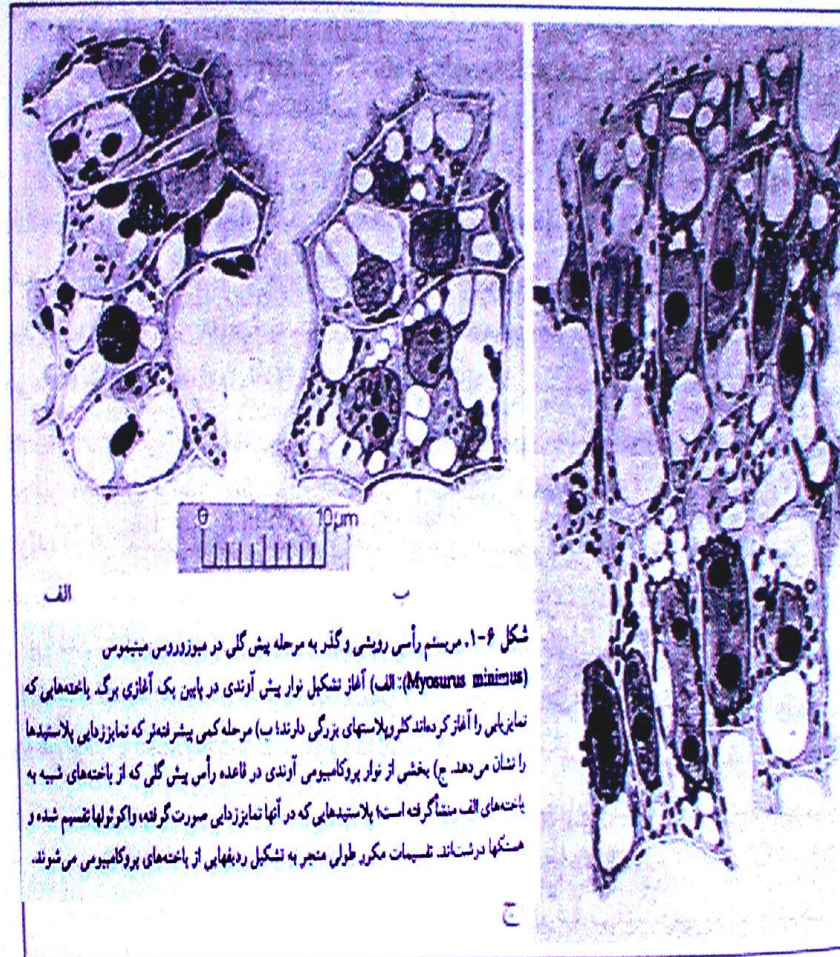 0 10μm
الف
ب
شکل ۶-۱. مریستم رأسی رویشی و گذر به مرحله پیش گلی در میوزوروس مینیموس
(Myosurus minimus): الف) آغاز تشکیل نوار پیش آوندی در پایین یک آغازی برگ. یاخته‌هایی که
تمایزیابی را آغاز کرده‌اند کلروپلاستهای بزرگی دارند؛ ب) مرحله کمی پیشرفته‌تر که تمایززدایی پلاستیدها
را نشان می‌دهد. ج) بخشی از نوار پروکامبیومی آوندی در قاعده رأس پیش گلی که از یاخته‌های شبیه به
یاخته‌های الف منشأ گرفته است؛ پلاستیدهایی که در آنها تمایززدایی صورت گرفته، واکوئولها تقسیم شده و
هستکها درشت‌اند. تقسیمات مکرر طولی منجر به تشکیل ردیفهایی از یاخته‌های پروکامبیومی می‌شوند.
ج